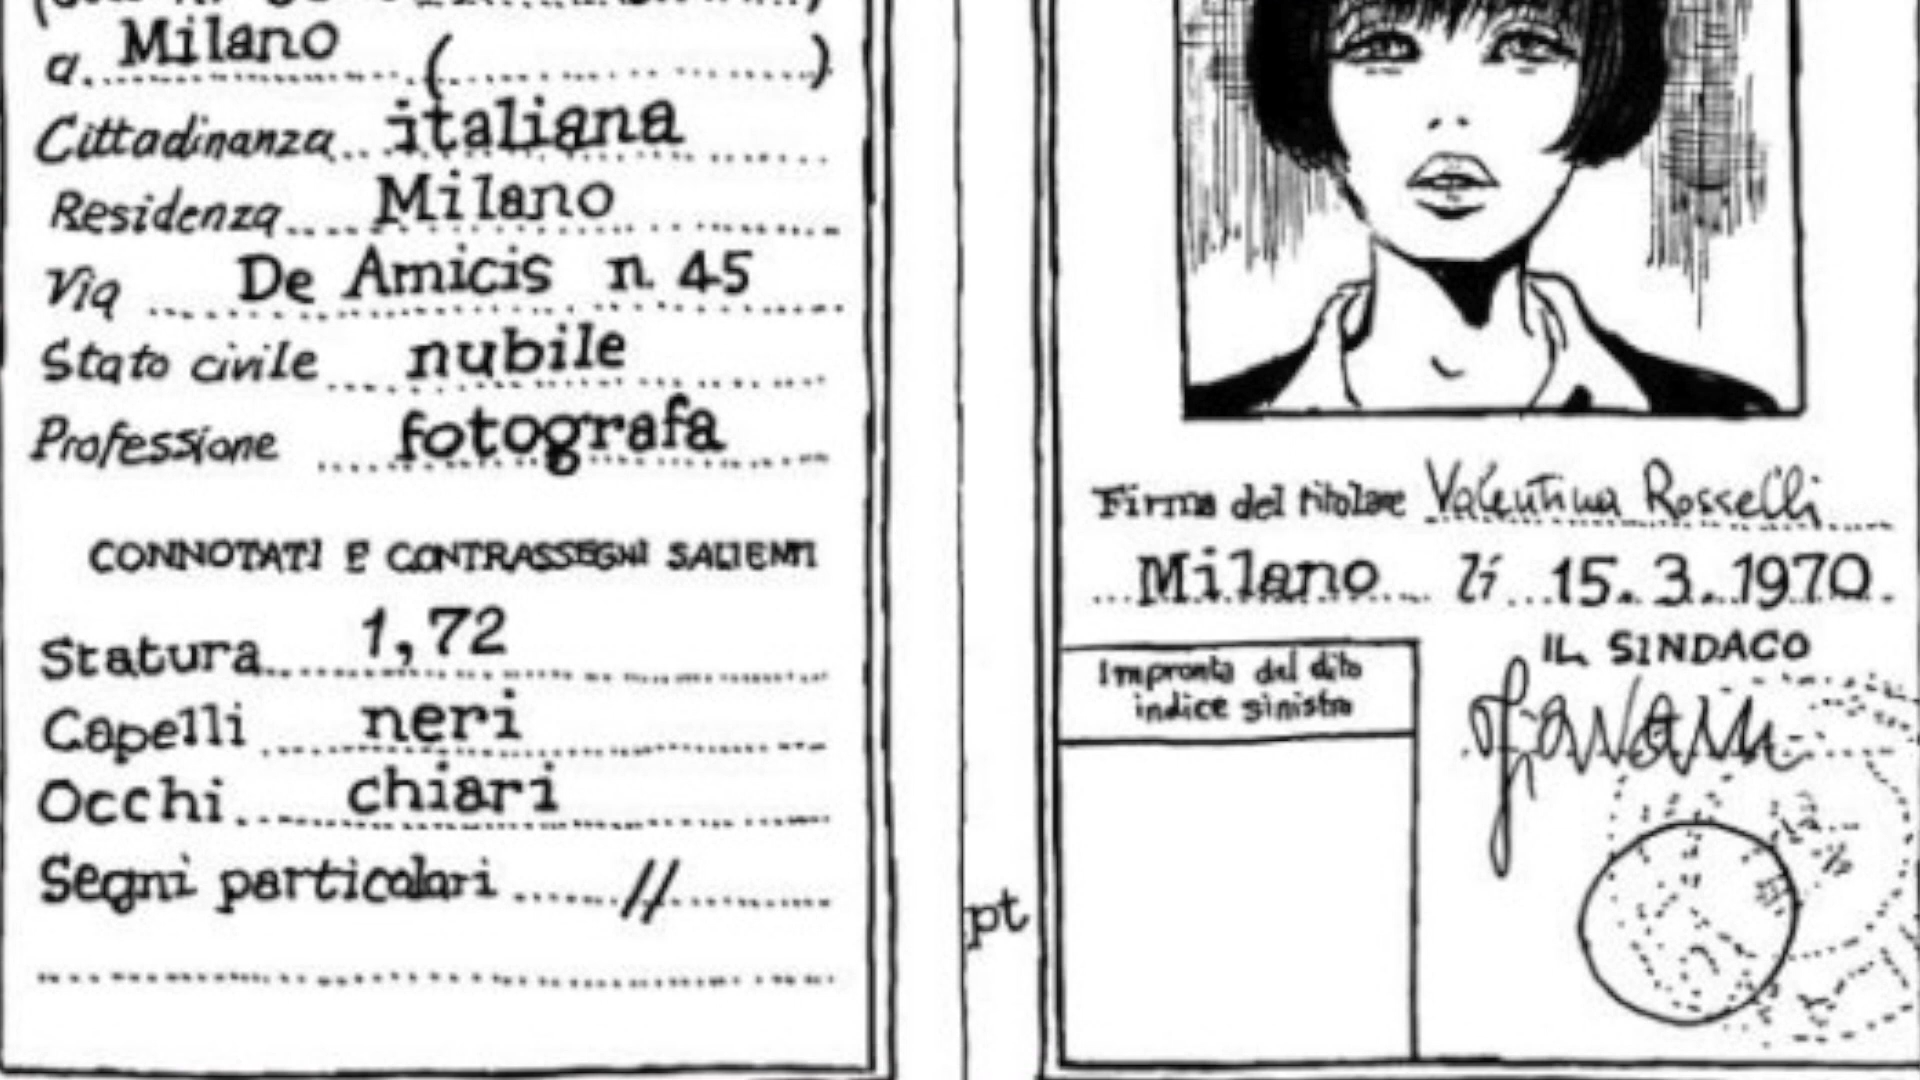 a. Milano ( )
Cittadinanza italiana
Residenza Milano
Via De Amicis n. 45
Stato civile nubile
Professione fotografa
CONNOTATI E CONTRASSEGNI SALIENTI
Statura 1,72
Capelli neri
Occhi chiari
Segni particolari //
pt
Firma del titolare Valentina Rosselli
Milano lì 15.3.1970
IL SINDACO
Impronta del dito
indice sinistro